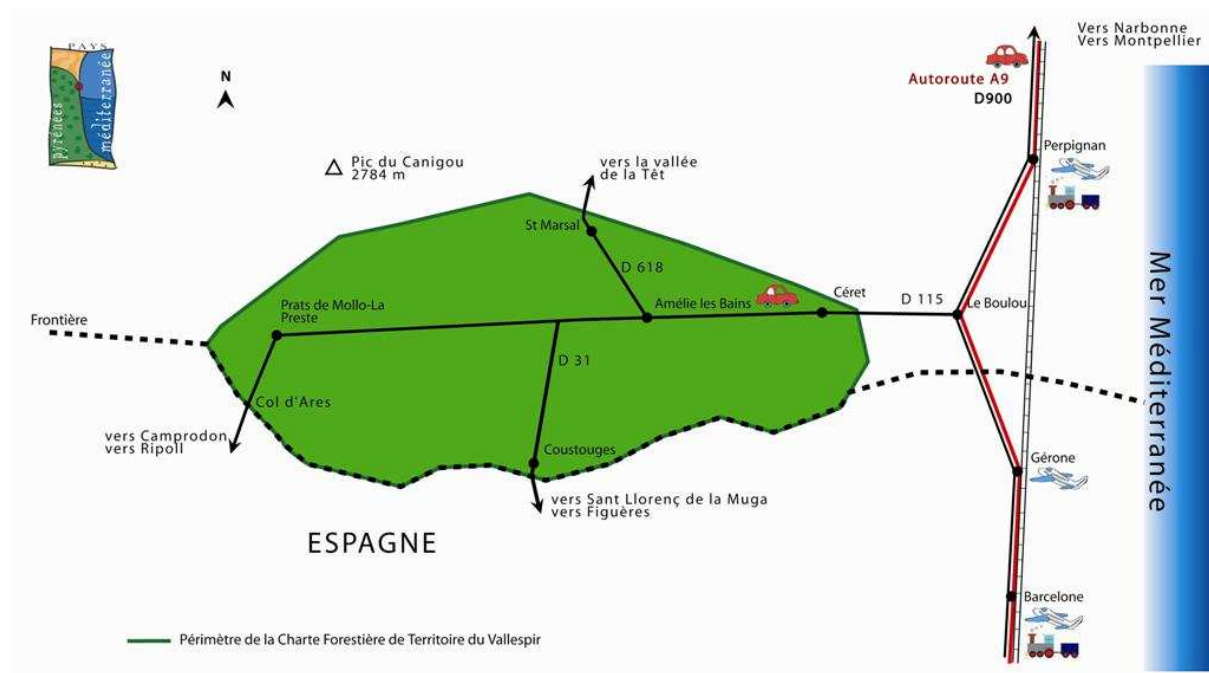 Vers Narbonne
Vers Montpellier
PAYS
pyrénées
méditerranée
N
Autoroute A9
D900
Perpignan
Pic du Canigou
2784 m
vers la vallée
de la Têt
St Marsal
D 618
Prats de Mollo-La
Preste
Amélie les Bains
Céret
D 115
Le Boulou
Frontière
D 31
Col d'Ares
vers Camprodon
vers Ripoll
Coustouges
Gérone
vers Sant Llorenç de la Muga
vers Figuères
ESPAGNE
Mer Méditerranée
Barcelone
Périmètre de la Charte Forestière de Territoire du Vallespir